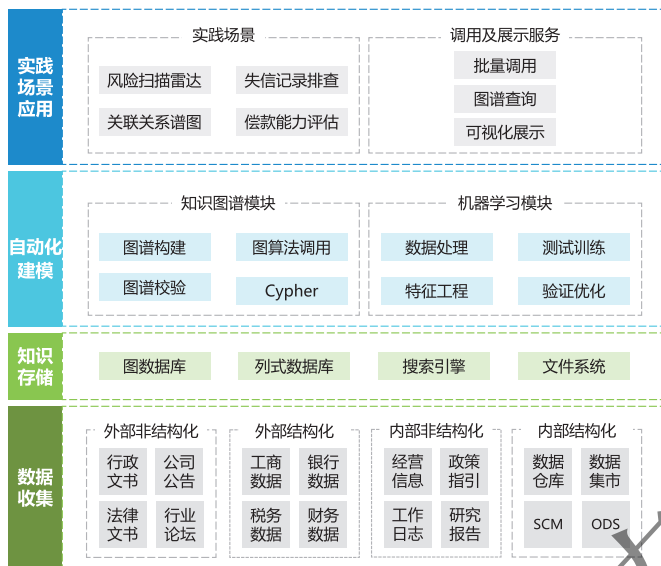 实践
场景
应用
实践场景
风险扫描雷达
失信记录排查
关联关系谱图
偿款能力评估
调用及展示服务
批量调用
图谱查询
可视化展示
自动化
建模
知识图谱模块
图谱构建
图算法调用
图谱校验
Cypher
机器学习模块
数据处理
测试训练
特征工程
验证优化
知识
存储
图数据库
列式数据库
搜索引擎
文件系统
数据
收集
外部非结构化
行政
文书
公司
公告
法律
文书
行业
论坛
外部结构化
工商
数据
银行
数据
税务
数据
财务
数据
内部非结构化
经营
信息
政策
指引
工作
日志
研究
报告
内部结构化
数据
仓库
数据
集市
SCM
ODS